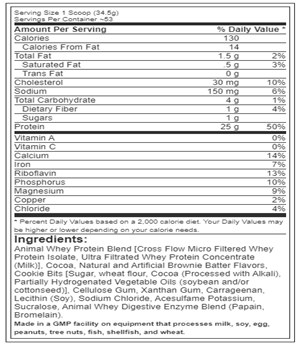 Serving Size 1 Scoop (34.5g)
Servings Per Container ~53
Amount Per Serving % Daily Value *
Calories 130
Calories From Fat 14
Total Fat 1.5 g 2%
Saturated Fat .5 g 3%
Trans Fat 0 g
Cholesterol 30 mg 10%
Sodium 150 mg 6%
Total Carbohydrate 4 g 1%
Dietary Fiber 1 g 4%
Sugars 1 g
Protein 25 g 50%
Vitamin A 0%
Vitamin C 0%
Calcium 14%
Iron 7%
Riboflavin 13%
Phosphorus 10%
Magnesium 9%
Copper 2%
Chloride 4%
* Percent Daily Values based on a 2,000 calorie diet. Your Daily Values may
be higher or lower depending on your calorie needs.
Ingredients:
Animal Whey Protein Blend [Cross Flow Micro Filtered Whey
Protein Isolate, Ultra Filtrated Whey Protein Concentrate
(Milk)], Cocoa, Natural and Artificial Brownie Batter Flavors,
Cookie Bits [Sugar, wheat flour, Cocoa (Processed with Alkali),
Partially Hydrogenated Vegetable Oils (soybean and/or
cottonseed)], Cellulose Gum, Xanthan Gum, Carrageenan,
Lecithin (Soy), Sodium Chloride, Acesulfame Potassium,
Sucralose, Animal Whey Digestive Enzyme Blend (Papain,
Bromelain).
Made in a GMP facility on equipment that processes milk, soy, egg,
peanuts, tree nuts, fish, shellfish, and wheat.